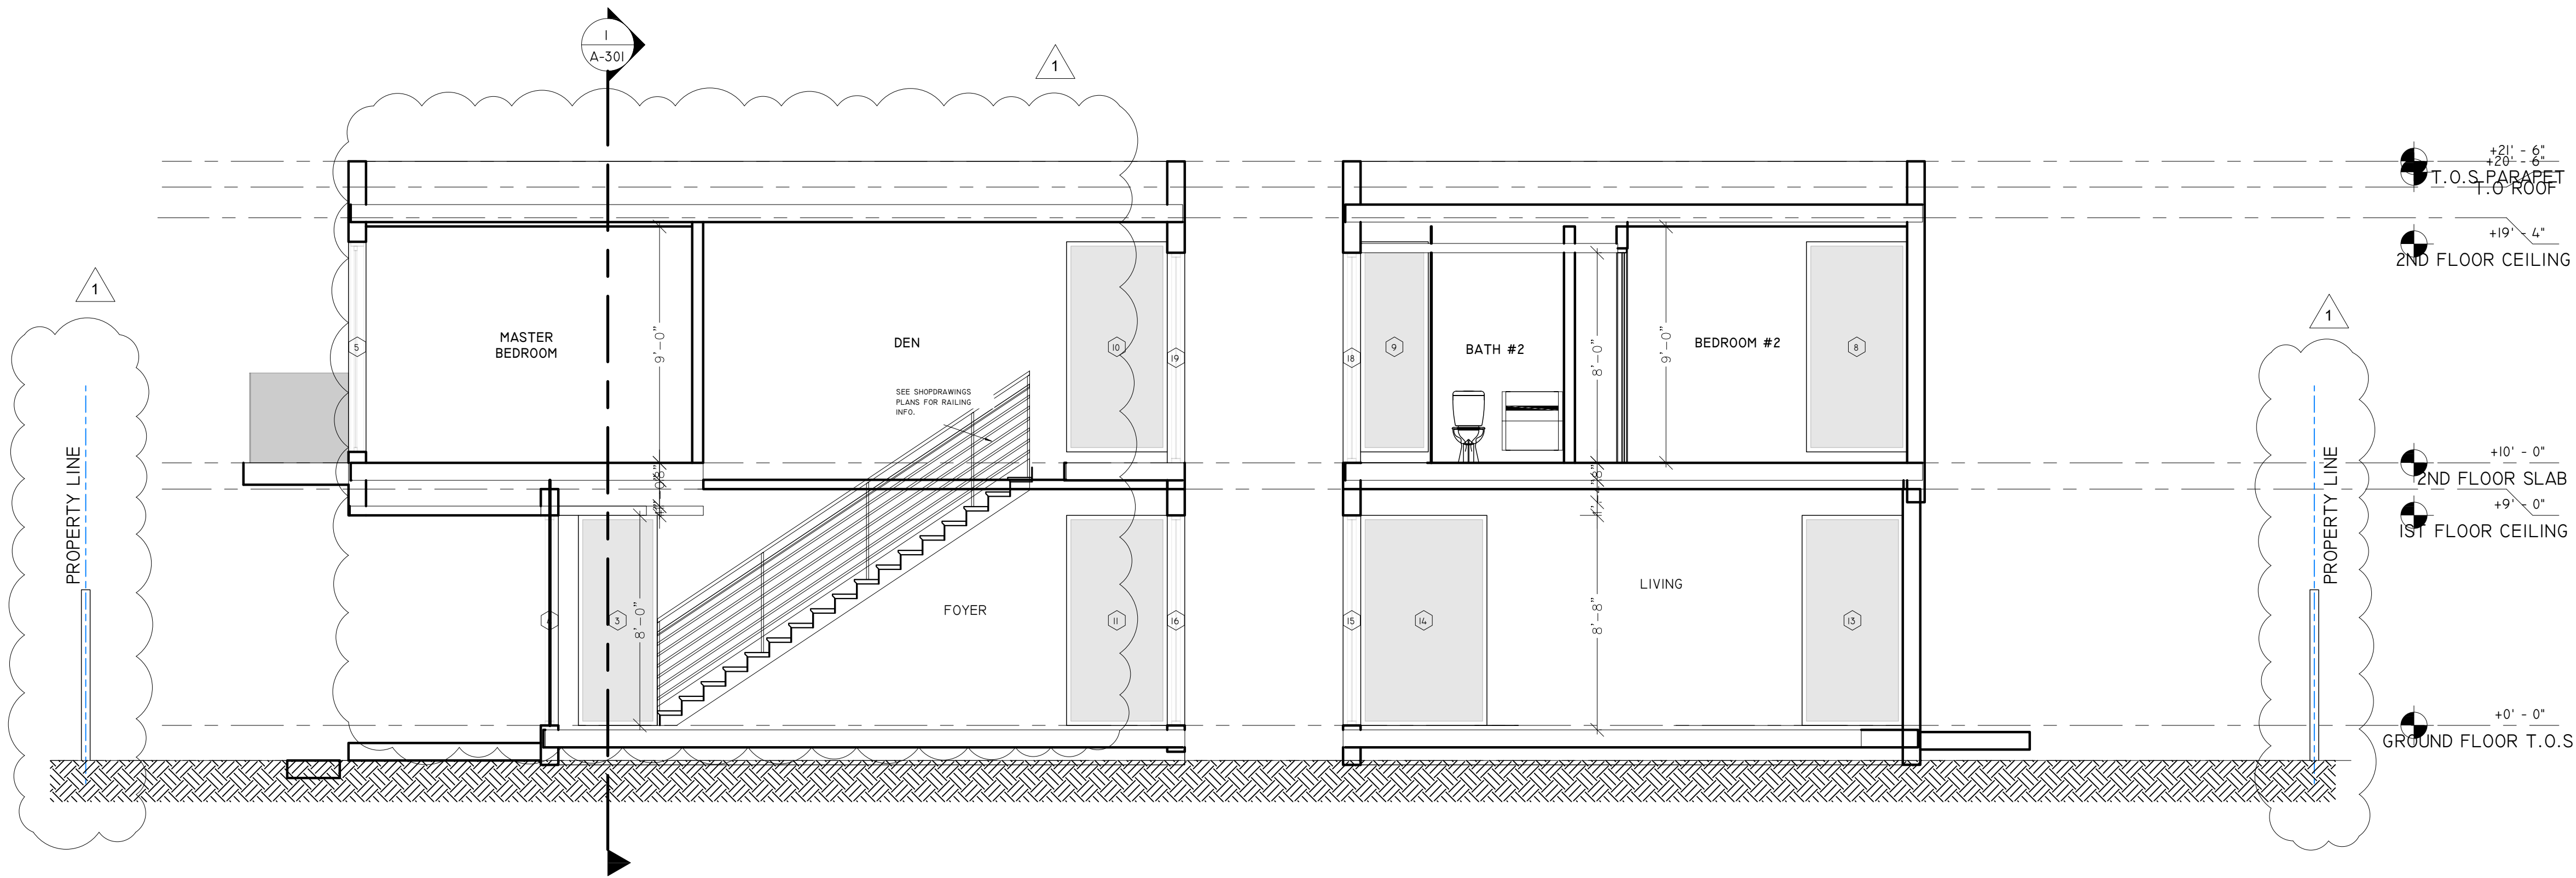 1
A-301
1
+21' - 6"
+20' - 6"
T.O.S PARAPET
T.O ROOF
+19' - 4"
2ND FLOOR CEILING
1
1
MASTER
BEDROOM
DEN
BATH #2
BEDROOM #2
9'-0"
8'-0"
9'-0"
5
10
19
18
9
8
SEE SHOPDRAWINGS
PLANS FOR RAILING
INFO.
PROPERTY LINE
PROPERTY LINE
+10' - 0"
2ND FLOOR SLAB
+9' - 0"
1ST FLOOR CEILING
FOYER
LIVING
8'-0"
8'-8"
3
11
16
15
14
13
+0' - 0"
GROUND FLOOR T.O.S